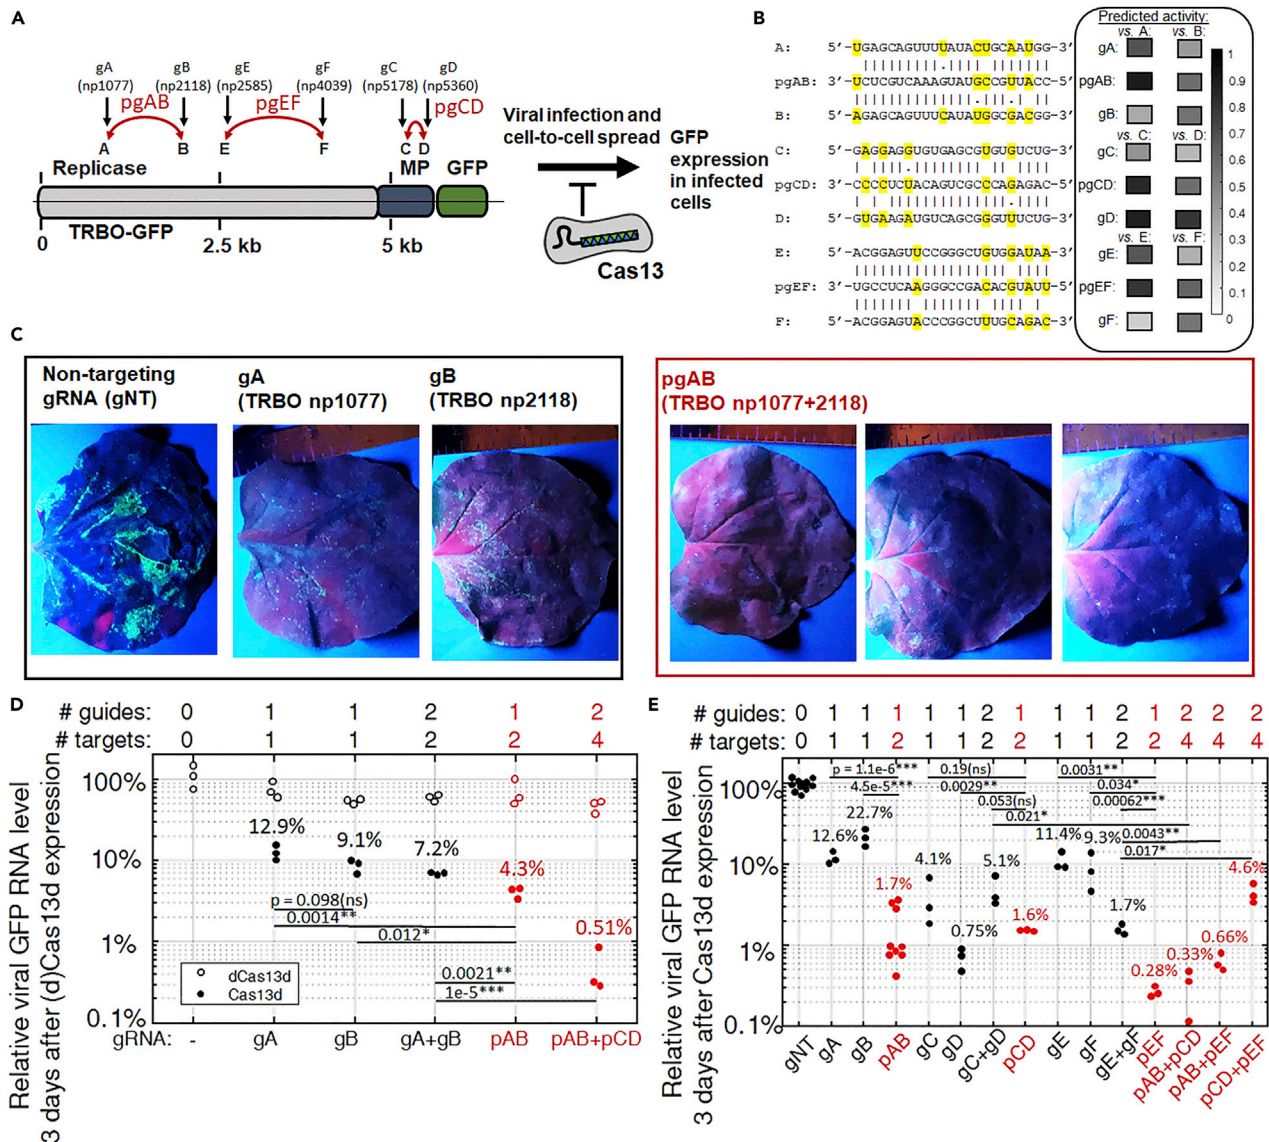 A
gA
(np1077)
gB
(np2118)
gE
(np2585)
gF
(np4039)
gC
(np5178)
gD
(np5360)
pgAB
pgEF
pgCD
A
B
E
F
C
D
Replicase
MP
GFP
TRBO-GFP
0
2.5 kb
5 kb
Viral infection and
cell-to-cell spread
Cas13
GFP
expression
in infected
cells
B
A: 5'-UGAGCAGUUUUAUACUGCAAUGG-3'
pgAB: 3'-UCUCGUCAAAGUAUGCCGUUACC-5'
B: 5'-AGAGCAGUUUCAUAUGGCGACGG-3'
C: 5'-GAGGAGGUGUGAGCGUGUGUCUG-3'
pgCD: 3'-CCCCUCUACAGUCGCCCAGAGAC-5'
D: 5'-GUGAAGAUGUCAGCGGGUUUCUG-3'
E: 5'-ACGGAGUUCCGGGCUGUGGAUAA-3'
pgEF: 3'-UGCCUCAAGGGCCGACACGUAUU-5'
F: 5'-ACGGAGUACCCGGCUUUGCAGAC-3'
Predicted activity:
vs. A: vs. B:
gA:
pgAB:
gB:
vs. C: vs. D:
gC:
pgCD:
gD:
vs. E: vs. F:
gE:
pgEF:
gF:
1
0.9
0.8
0.7
0.6
0.5
0.4
0.3
0.2
0.1
0
C
Non-targeting
gRNA (gNT)
gA
(TRBO np1077)
gB
(TRBO np2118)
pgAB
(TRBO np1077+2118)
D
# guides: 0 1 1 2 1 2
# targets: 0 1 1 2 2 4
Relative viral GFP RNA level
3 days after (d)Cas13d expression
100%
10%
1%
0.1%
12.9%
9.1%
7.2%
4.3%
0.51%
p = 0.098(ns)
0.0014**
0.012*
0.0021**
1e-5***
dCas13d
Cas13d
gRNA: - gA gB gA+gB pAB pAB+pCD
E
# guides: 0 1 1 1 1 1 2 1 1 1 2 1 2 2 2
# targets: 0 1 1 2 1 1 2 2 1 1 2 2 4 4 4
Relative viral GFP RNA level
3 days after Cas13d expression
100%
10%
1%
0.1%
p = 1.1e-6***
4.5e-5***
0.19(ns)
0.0029**
0.053(ns)
0.021*
0.0031**
0.034*
0.00062***
0.0043**
0.017*
12.6%
22.7%
1.7%
4.1%
0.75%
5.1%
1.6%
11.4%
9.3%
1.7%
0.28%
0.33%
0.66%
4.6%
gNT gA gB pAB gC gD gC+gD pCD gE gF gE+gF pEF pAB+pCD pAB+pEF pCD+pEF